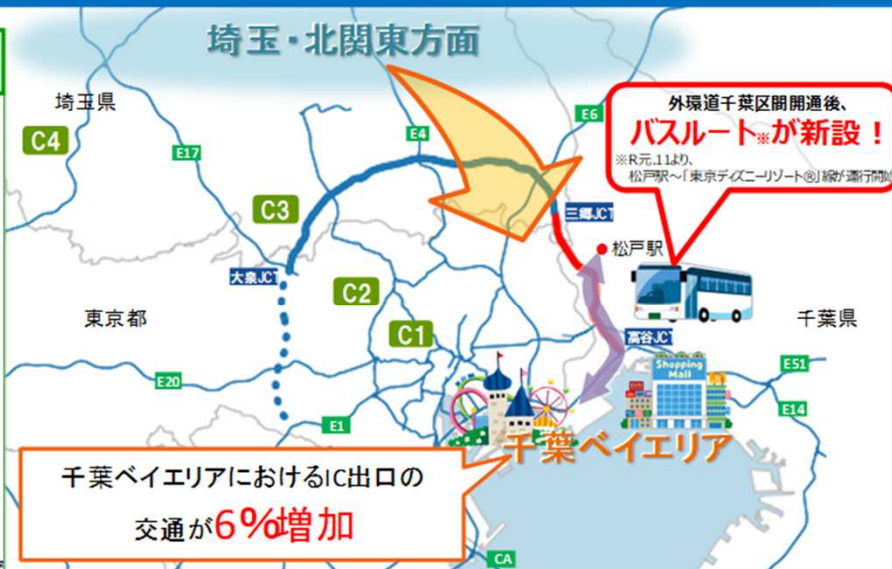 埼玉・北関東方面
埼玉県
C4
E17
E4
E6
外環道千葉区間開通後、
バスルート※が新設！
※R元.11より、
松戸駅～「東京ディズニーリゾート®」線が運行開始
C3
三郷JCT
松戸駅
大泉JCT
C2
東京都
C1
千葉県
高谷JCT
Shopping
Mall
E51
E20
E14
E1
千葉ベイエリア
千葉ベイエリアにおけるIC出口の
交通が6%増加
CA